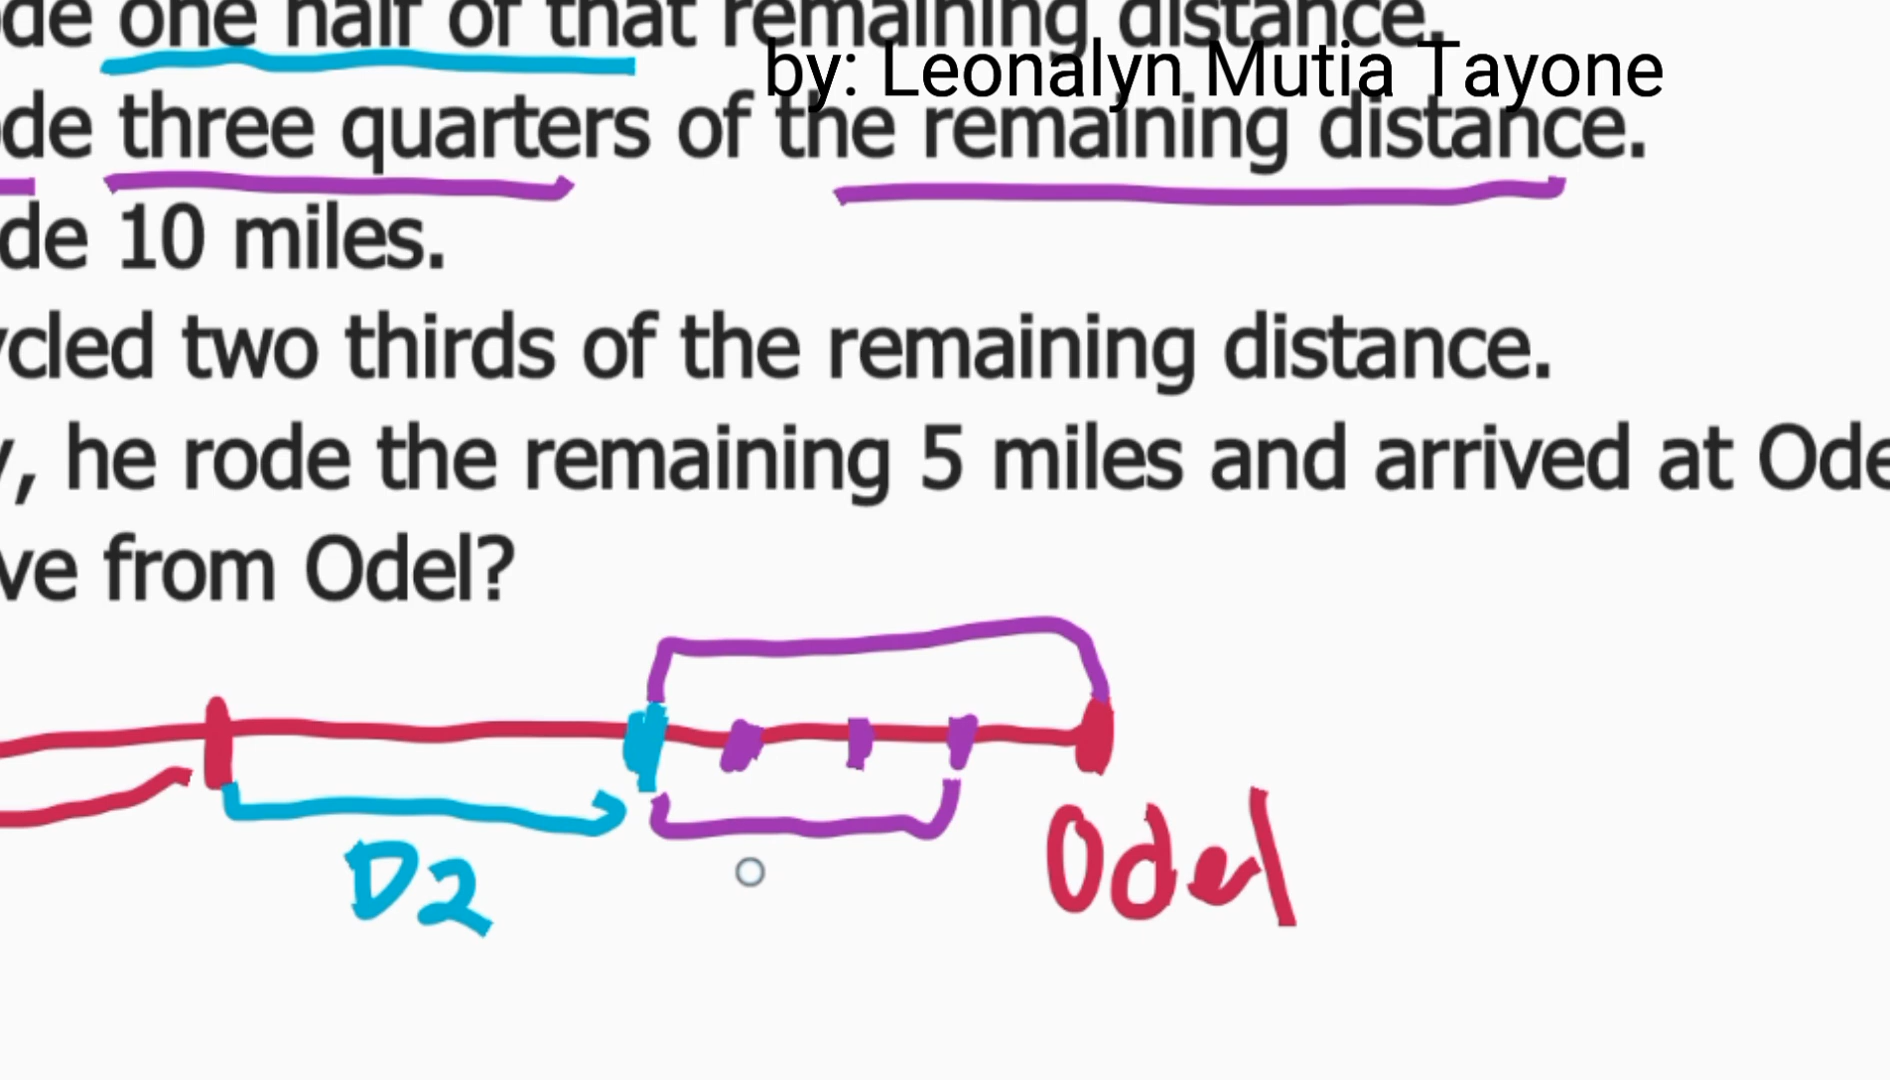 de one half of that remaining distance.
by: Leonalyn Mutia Tayone
de three quarters of the remaining distance.
de 10 miles.
ycled two thirds of the remaining distance.
y, he rode the remaining 5 miles and arrived at Ode
ve from Odel?
D2
Odel